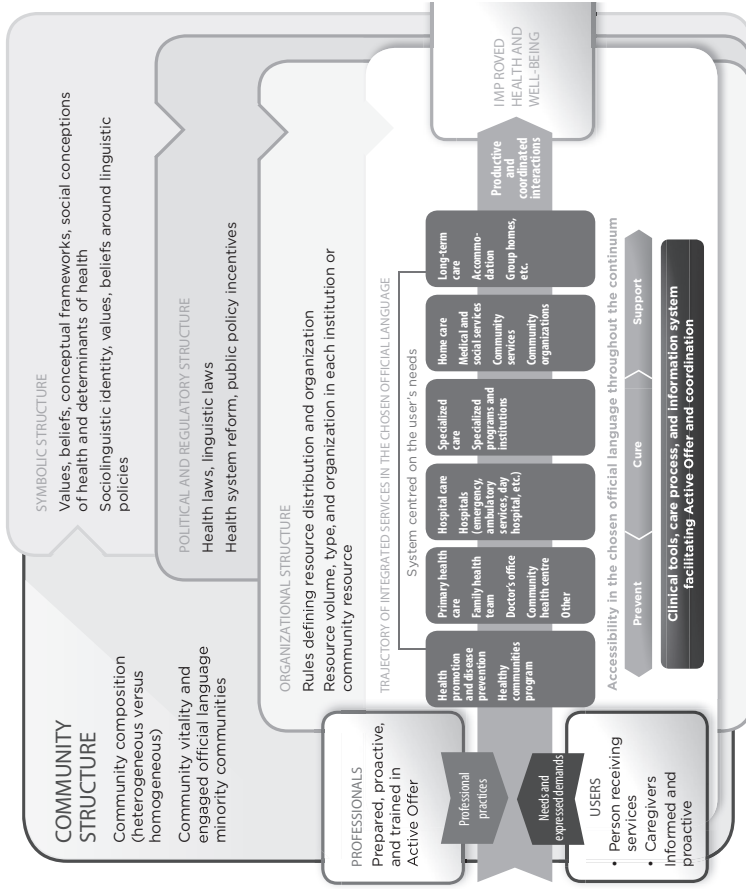 COMMUNITY
STRUCTURE
Community composition
(heterogeneous versus
homogeneous)
Community vitality and
engaged official language
minority communities
SYMBOLIC STRUCTURE
Values, beliefs, conceptual frameworks, social conceptions
of health and determinants of health
Sociolinguistic identity, values, beliefs around linguistic
policies
POLITICAL AND REGULATORY STRUCTURE
Health laws, linguistic laws
Health system reform, public policy incentives
ORGANIZATIONAL STRUCTURE
Rules defining resource distribution and organization
Resource volume, type, and organization in each institution or
community resource
TRAJECTORY OF INTEGRATED SERVICES IN THE CHOSEN OFFICIAL LANGUAGE
System centred on the user's needs
PROFESSIONALS
Prepared, proactive,
and trained in
Active Offer
Professional
practices
Needs and
expressed demands
USERS
• Person receiving
services
• Caregivers
Informed and
proactive
Health
promotion
and disease
prevention
Healthy
communities
program
Primary health
care
Family health
team
Doctor's office
Community
health centre
Other
Hospital care
Hospitals
(emergency,
ambulatory
services, day
hospital, etc.)
Specialized
care
Specialized
programs and
institutions
Home care
Medical and
social services
Community
services
Community
organizations
Long-term
care
Accommo-
dation
Group homes,
etc.
Productive
and
coordinated
interactions
IMPROVED
HEALTH AND
WELL-BEING
Accessibility in the chosen official language throughout the continuum
Prevent
Cure
Support
Clinical tools, care process, and information system
facilitating Active Offer and coordination